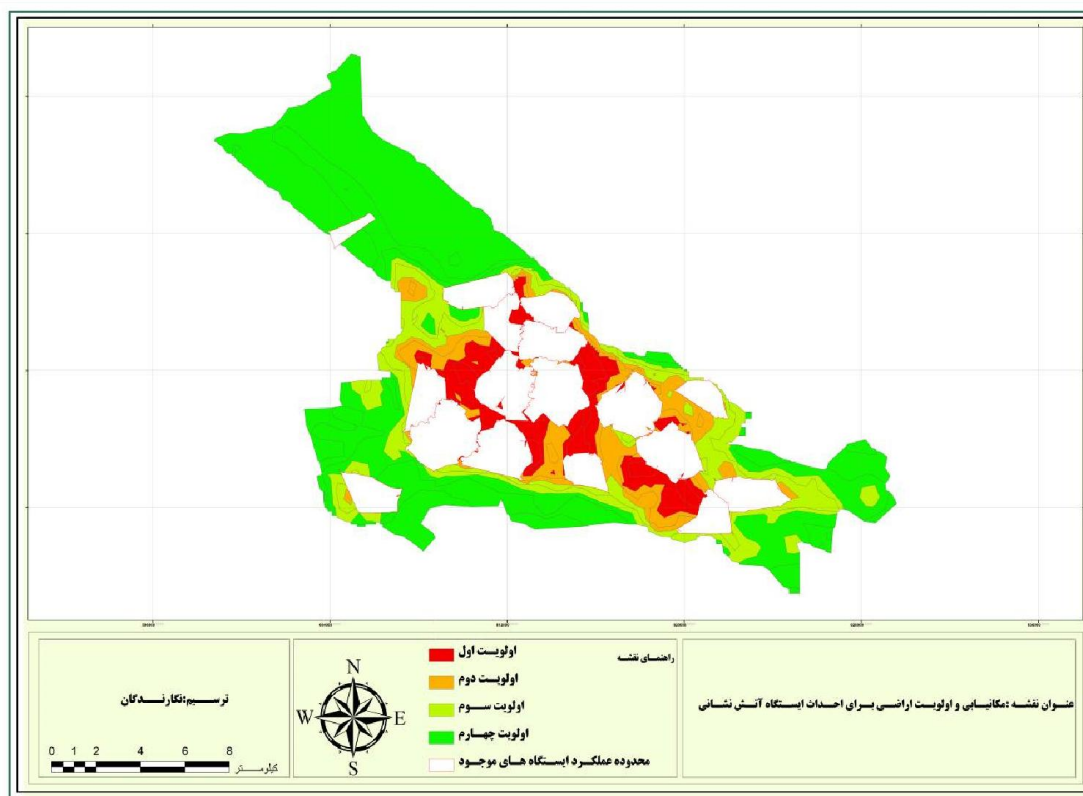 عنوان نقشه :مکانیابی و اولویت اراضی برای احداث ایستگاه آتش نشانی
راهنمای نقشه
اولویت اول
اولویت دوم
اولویت سوم
اولویت چهارم
محدوده عملکرد ایستگاه های موجود
N
W E
S
ترسیم:نگارندگان
0 1 2 4 6 8
کیلومتر